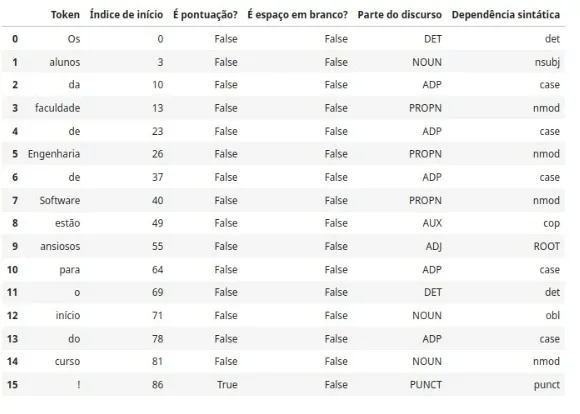 Token Índice de início É pontuação? É espaço em branco? Parte do discurso Dependência sintática
0 Os 0 False False DET det
1 alunos 3 False False NOUN nsubj
2 da 10 False False ADP case
3 faculdade 13 False False PROPN nmod
4 de 23 False False ADP case
5 Engenharia 26 False False PROPN nmod
6 de 37 False False ADP case
7 Software 40 False False PROPN nmod
8 estão 49 False False AUX cop
9 ansiosos 55 False False ADJ ROOT
10 para 64 False False ADP case
11 o 69 False False DET det
12 início 71 False False NOUN obl
13 do 78 False False ADP case
14 curso 81 False False NOUN nmod
15 ! 86 True False PUNCT punct